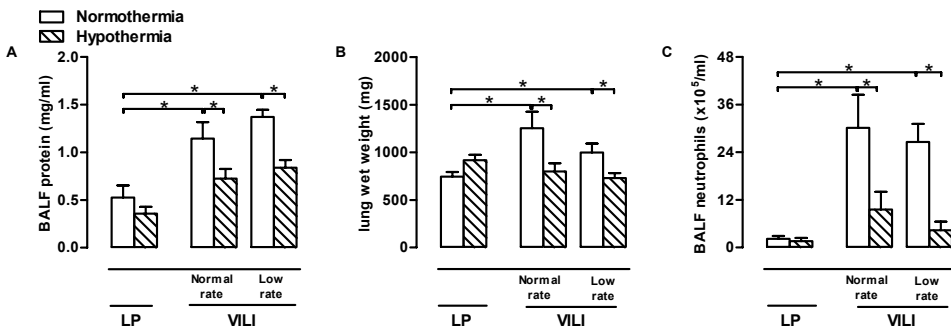 Normothermia
Hypothermia
A
BALF protein (mg/ml)
2.0
1.5
1.0
0.5
0.0
*
*
*
*
Normal
rate
Low
rate
LP
VILI
B
lung wet weight (mg)
2000
1500
1000
500
0
*
*
*
*
Normal
rate
Low
rate
LP
VILI
C
BALF neutrophils (x10⁵/ml)
48
36
24
12
0
*
*
*
*
Normal
rate
Low
rate
LP
VILI